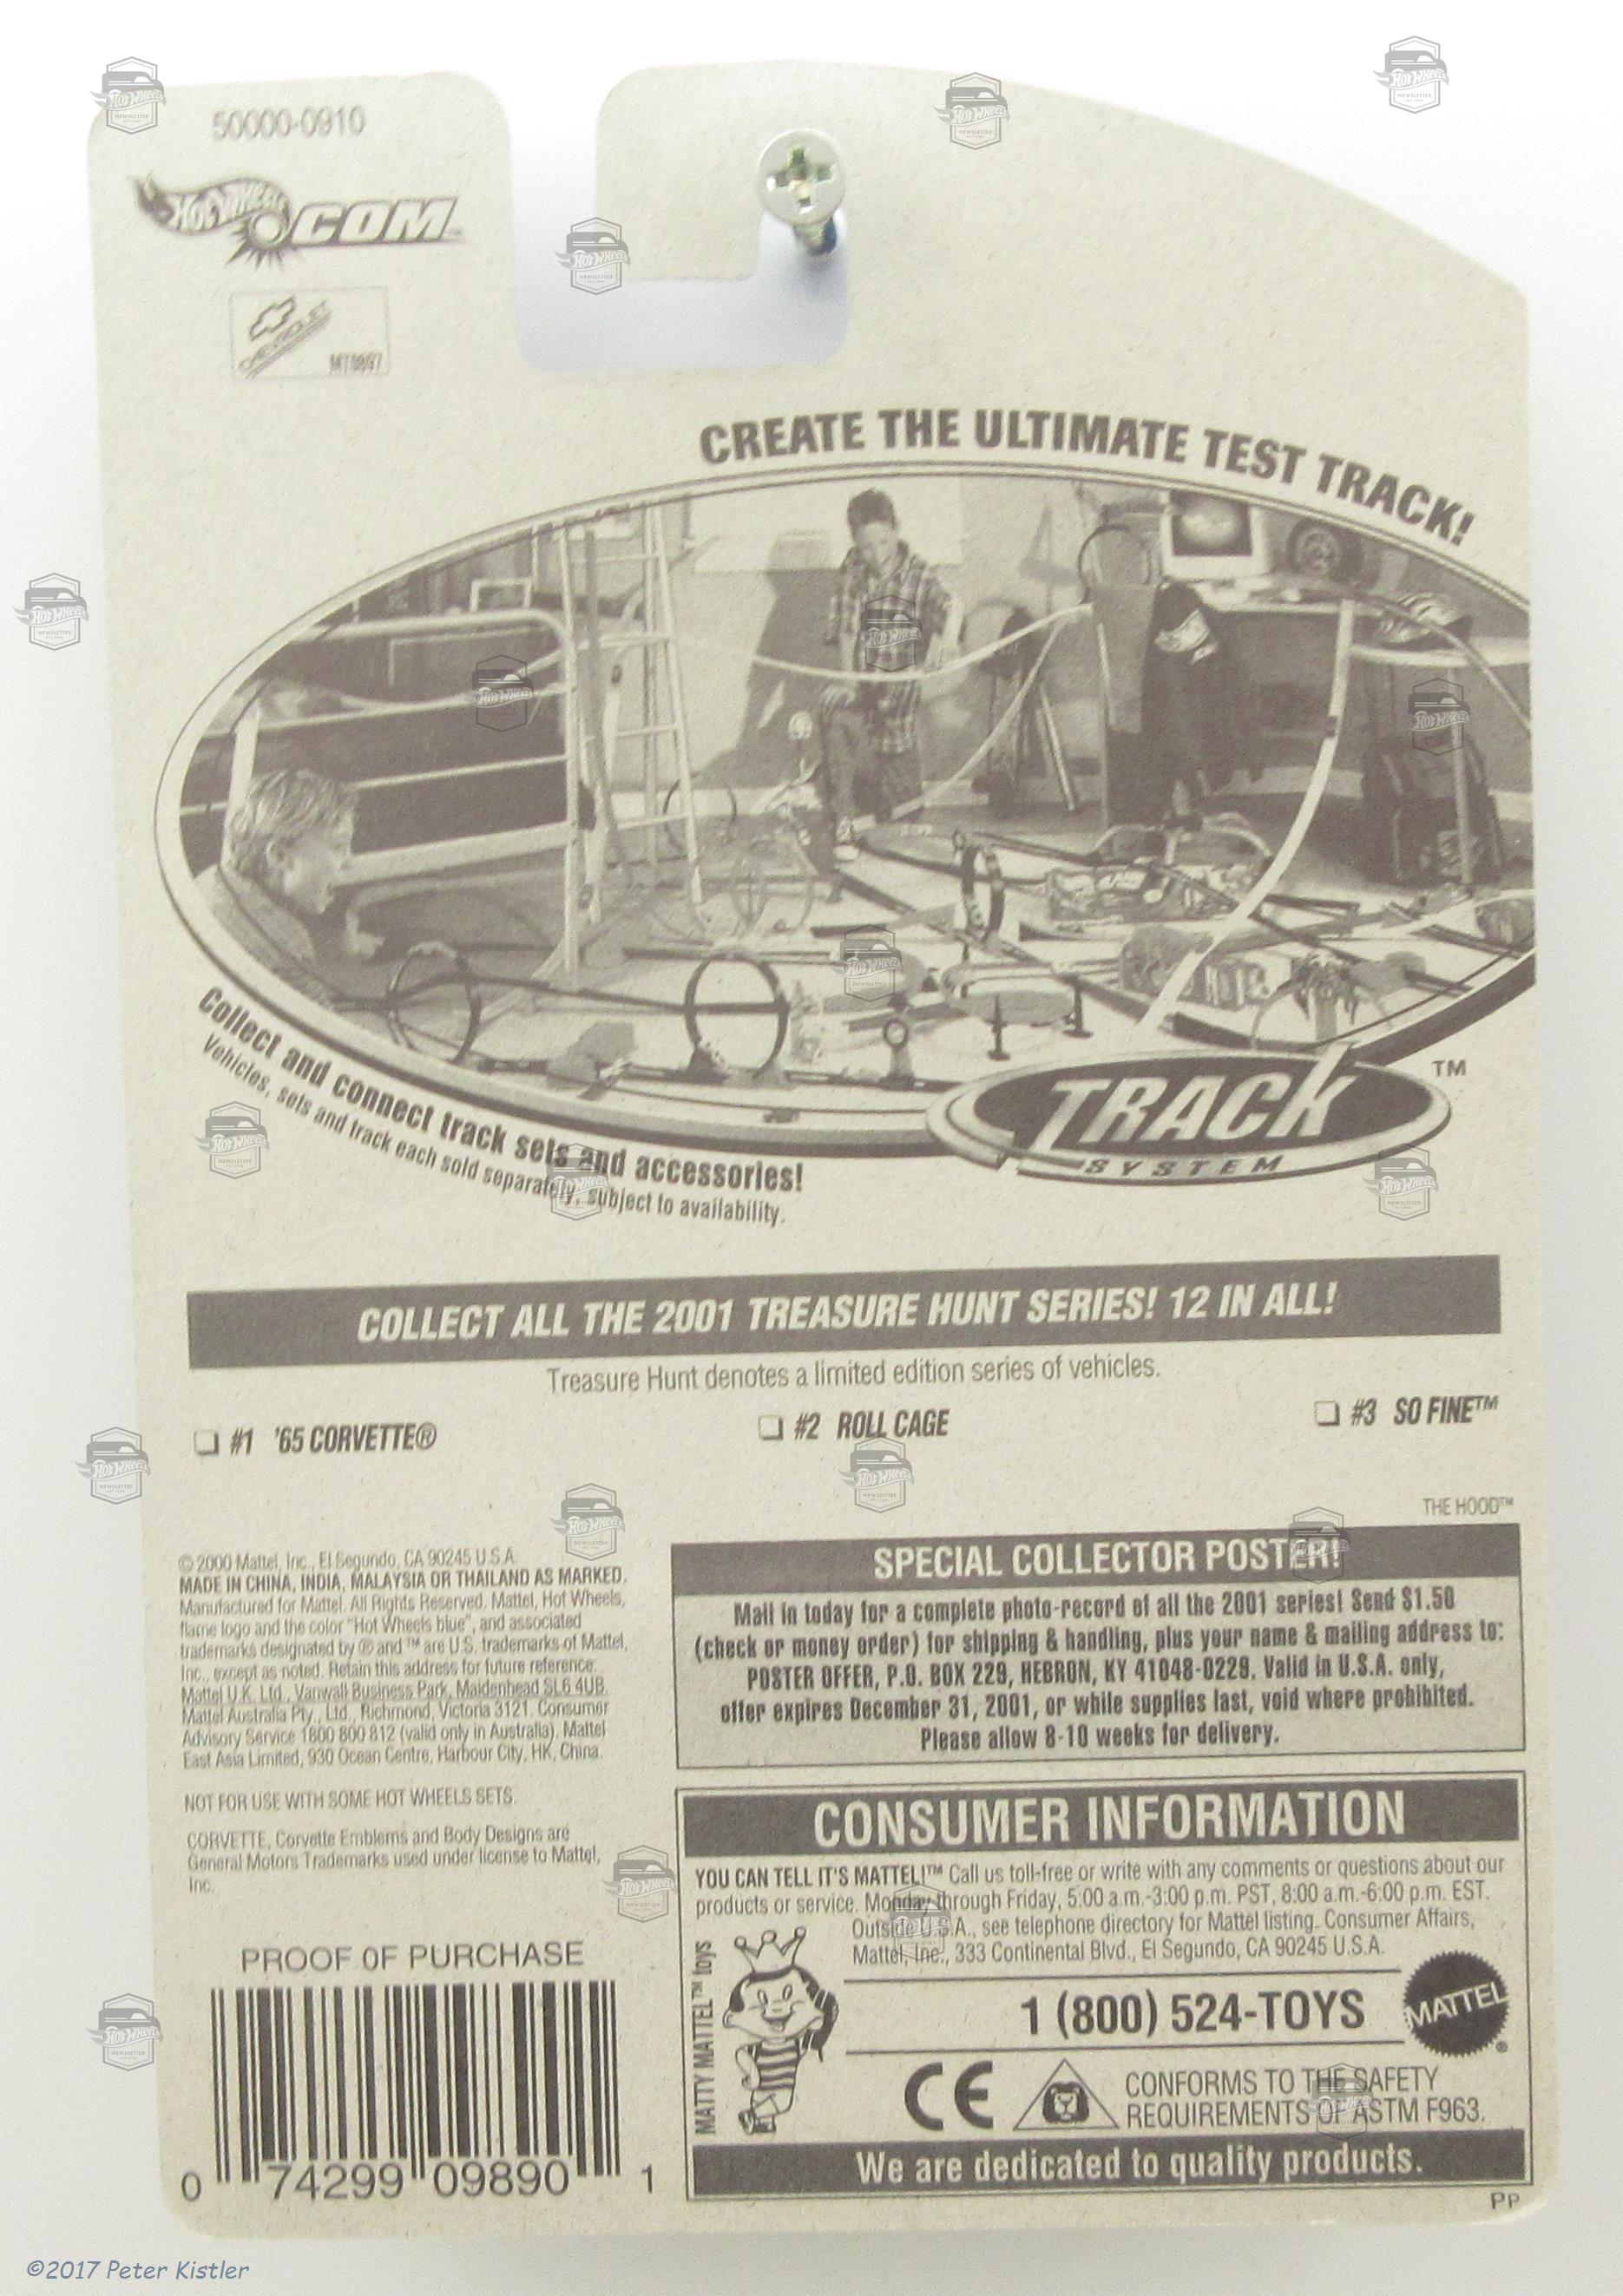 50000-0910
HOT WHEELS.COM™
CHEVROLET
CREATE THE ULTIMATE TEST TRACK!
Collect and connect track sets and accessories!
Vehicles, sets and track each sold separately, subject to availability.
TRACK
SYSTEM
TM
COLLECT ALL THE 2001 TREASURE HUNT SERIES! 12 IN ALL!
Treasure Hunt denotes a limited edition series of vehicles.
❏ #1 '65 CORVETTE®
❏ #2 ROLL CAGE
❏ #3 SO FINE™
THE HOOD™
© 2000 Mattel, Inc., El Segundo, CA 90245 U.S.A.
MADE IN CHINA, INDIA, MALAYSIA OR THAILAND AS MARKED.
Manufactured for Mattel. All Rights Reserved. Mattel, Hot Wheels,
flame logo and the color "Hot Wheels blue", and associated
trademarks designated by ® and ™ are U.S. trademarks of Mattel,
Inc., except as noted. Retain this address for future reference:
Mattel U.K. Ltd., Vanwall Business Park, Maidenhead SL6 4UB.
Mattel Australia Pty., Ltd., Richmond, Victoria 3121. Consumer
Advisory Service 1800 800 812 (valid only in Australia). Mattel
East Asia Limited, 930 Ocean Centre, Harbour City, HK, China.
NOT FOR USE WITH SOME HOT WHEELS SETS.
CORVETTE, Corvette Emblems and Body Designs are
General Motors Trademarks used under license to Mattel,
Inc.
PROOF OF PURCHASE
0 74299 09890 1
SPECIAL COLLECTOR POSTER!
Mail in today for a complete photo-record of all the 2001 series! Send $1.50
(check or money order) for shipping & handling, plus your name & mailing address to:
POSTER OFFER, P.O. BOX 229, HEBRON, KY 41048-0229. Valid in U.S.A. only,
offer expires December 31, 2001, or while supplies last, void where prohibited.
Please allow 8-10 weeks for delivery.
CONSUMER INFORMATION
YOU CAN TELL IT'S MATTEL!™ Call us toll-free or write with any comments or questions about our
products or service. Monday through Friday, 5:00 a.m.-3:00 p.m. PST, 8:00 a.m.-6:00 p.m. EST.
Outside U.S.A., see telephone directory for Mattel listing. Consumer Affairs,
Mattel, Inc., 333 Continental Blvd., El Segundo, CA 90245 U.S.A.
MATTY MATTEL™ toys
1 (800) 524-TOYS
MATTEL®
CE
CONFORMS TO THE SAFETY
REQUIREMENTS OF ASTM F963.
We are dedicated to quality products.
PP
©2017 Peter Kistler